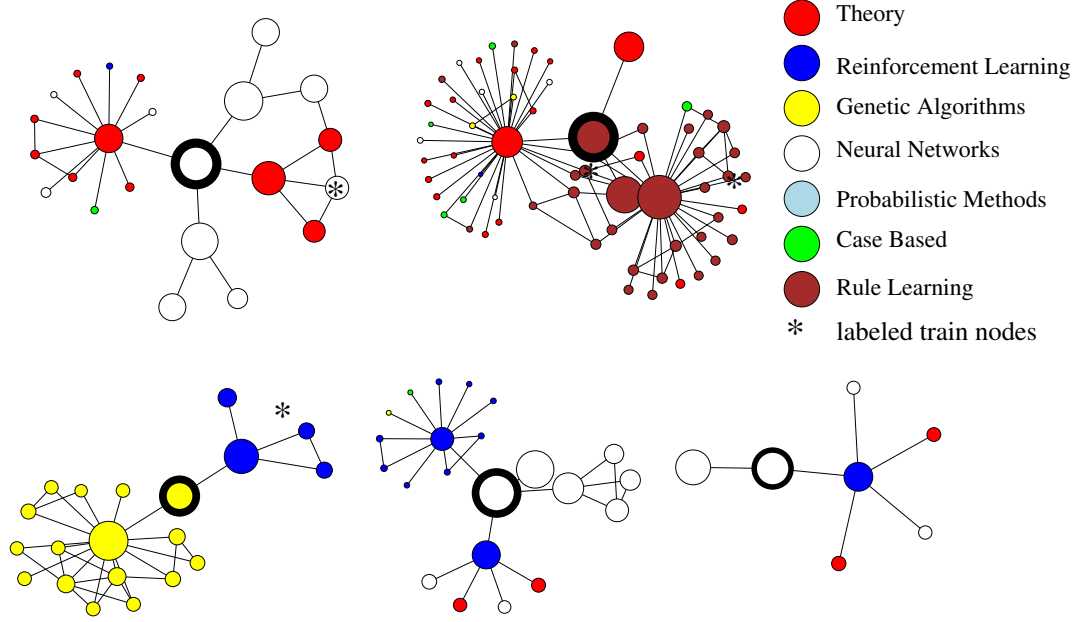 Theory
Reinforcement Learning
Genetic Algorithms
Neural Networks
Probabilistic Methods
Case Based
Rule Learning
* labeled train nodes
*
*
*
*